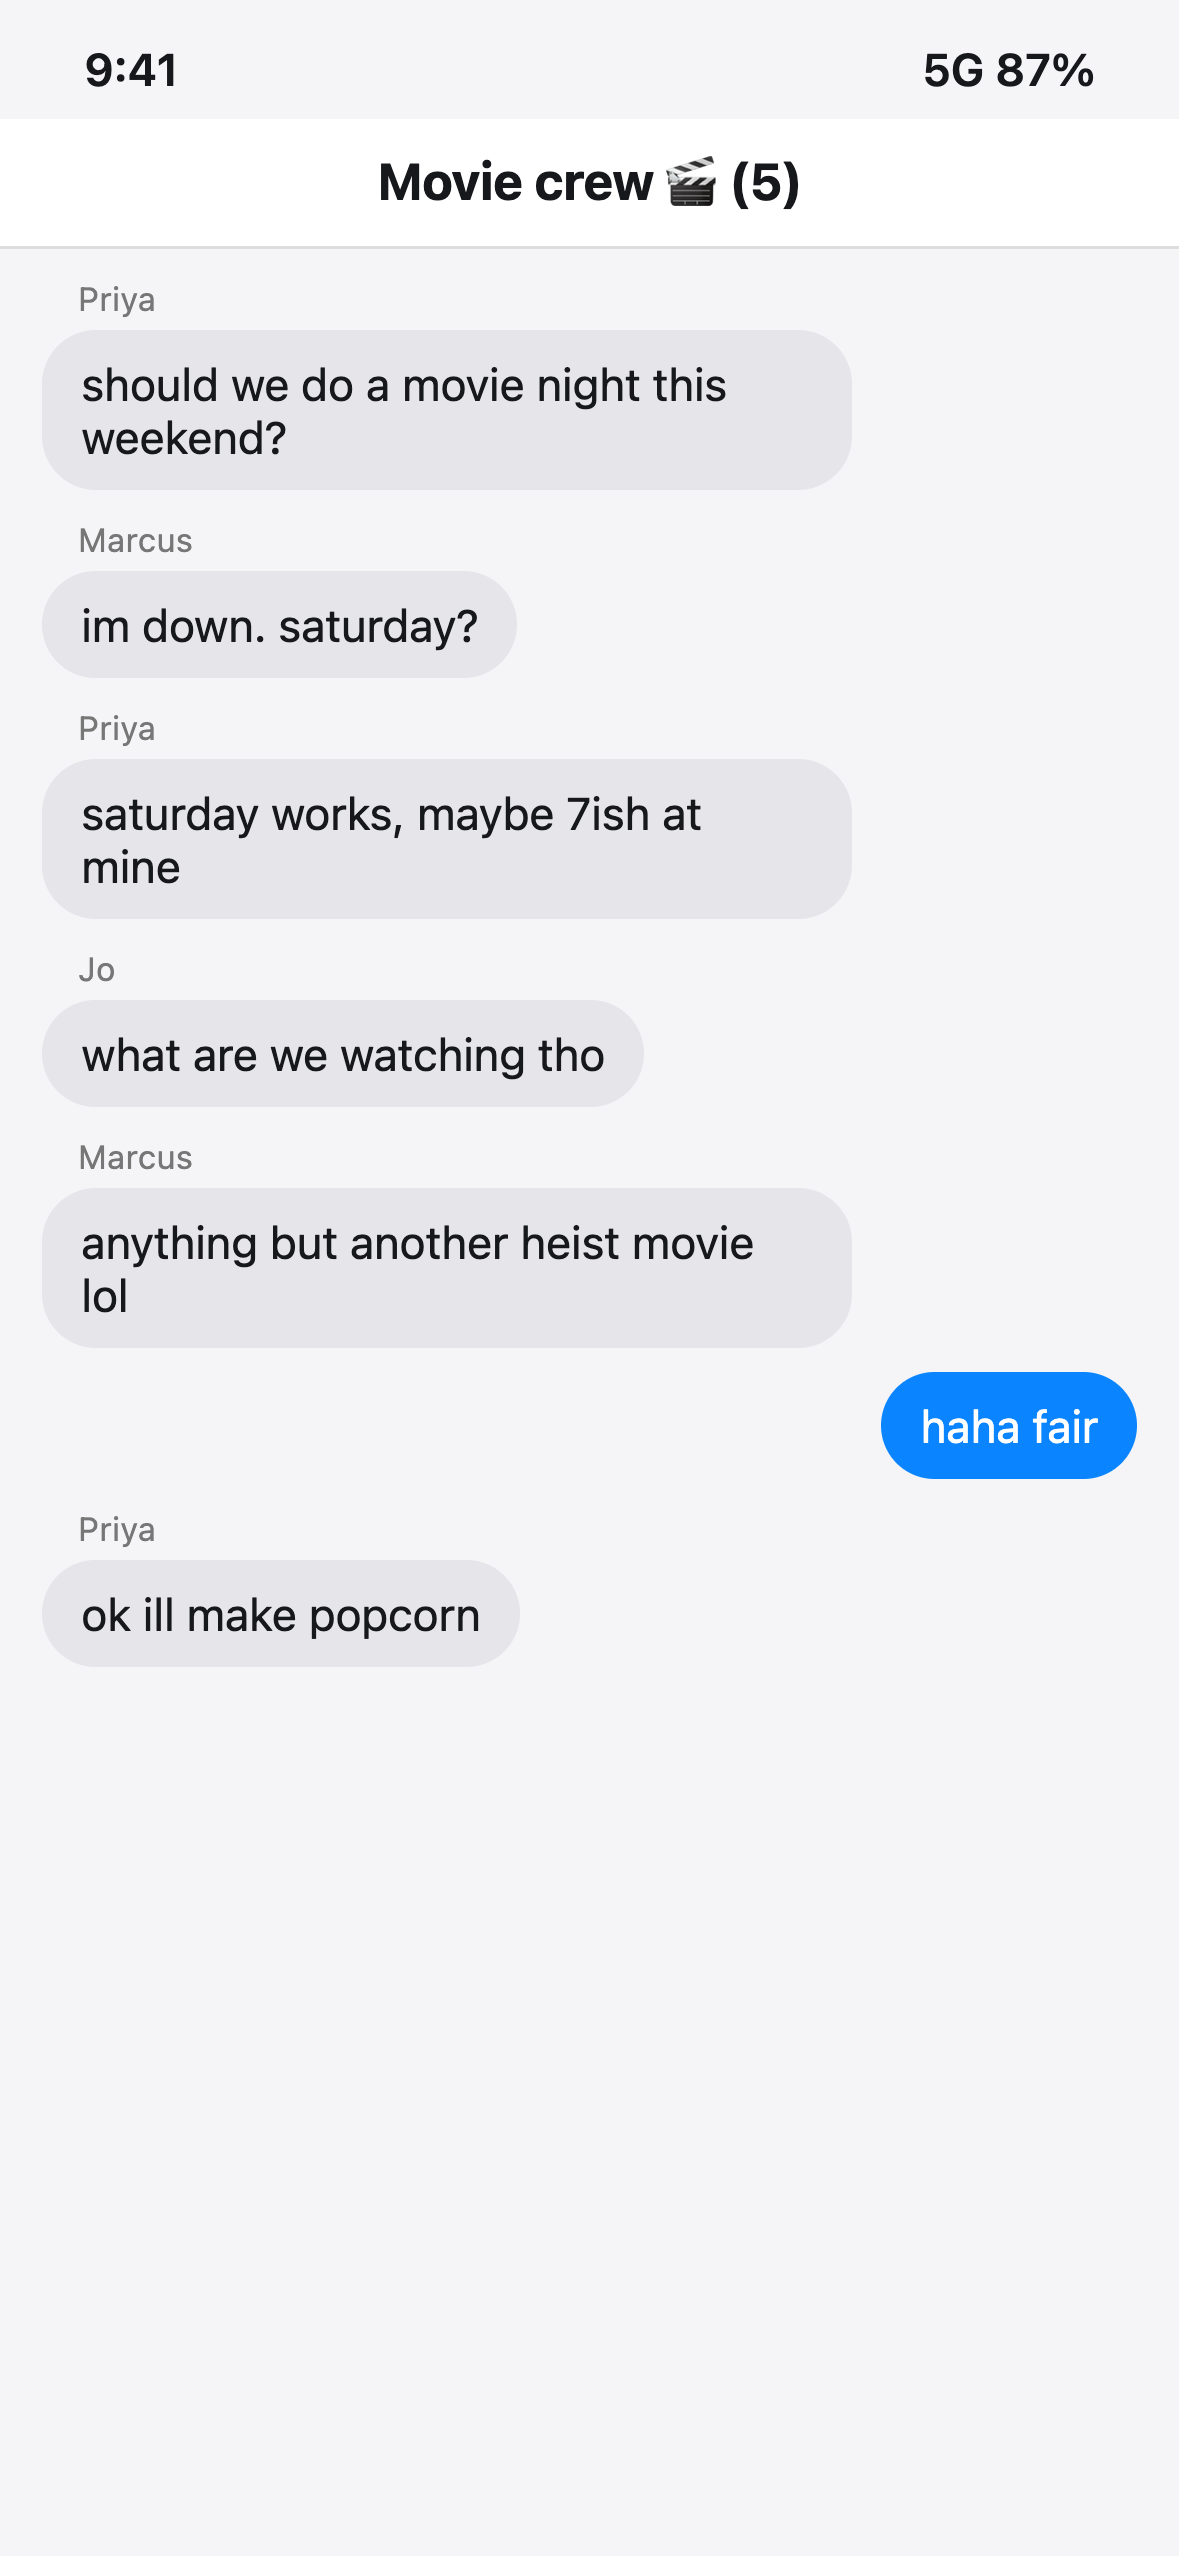 9:41
5G 87%
Movie crew 🎬 (5)
Priya
should we do a movie night this
weekend?
Marcus
im down. saturday?
Priya
saturday works, maybe 7ish at
mine
Jo
what are we watching tho
Marcus
anything but another heist movie
lol
haha fair
Priya
ok ill make popcorn